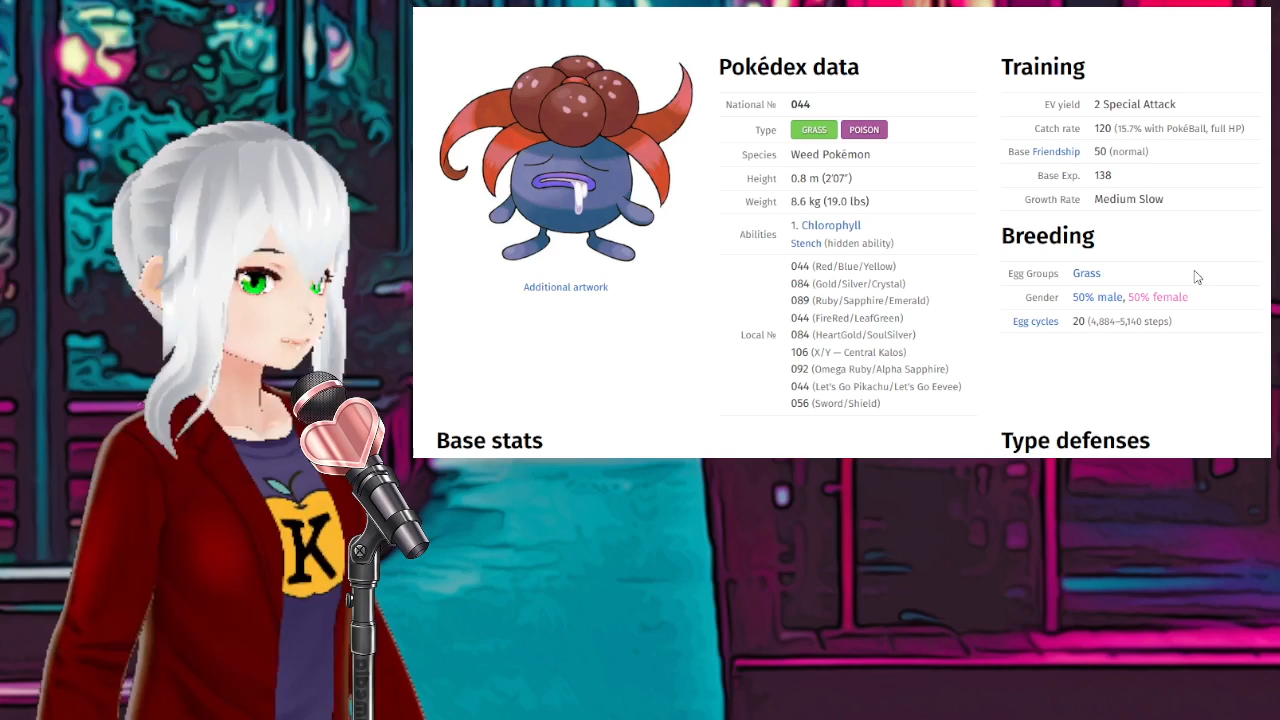 Pokédex data
National № 044
Type GRASS POISON
Species Weed Pokémon
Height 0.8 m (2′07″)
Weight 8.6 kg (19.0 lbs)
Abilities 1. Chlorophyll
Stench (hidden ability)
Local № 044 (Red/Blue/Yellow)
084 (Gold/Silver/Crystal)
089 (Ruby/Sapphire/Emerald)
044 (FireRed/LeafGreen)
084 (HeartGold/SoulSilver)
106 (X/Y — Central Kalos)
092 (Omega Ruby/Alpha Sapphire)
044 (Let's Go Pikachu/Let's Go Eevee)
056 (Sword/Shield)
Additional artwork
Training
EV yield 2 Special Attack
Catch rate 120 (15.7% with PokéBall, full HP)
Base Friendship 50 (normal)
Base Exp. 138
Growth Rate Medium Slow
Breeding
Egg Groups Grass
Gender 50% male, 50% female
Egg cycles 20 (4,884–5,140 steps)
Base stats
Type defenses
K